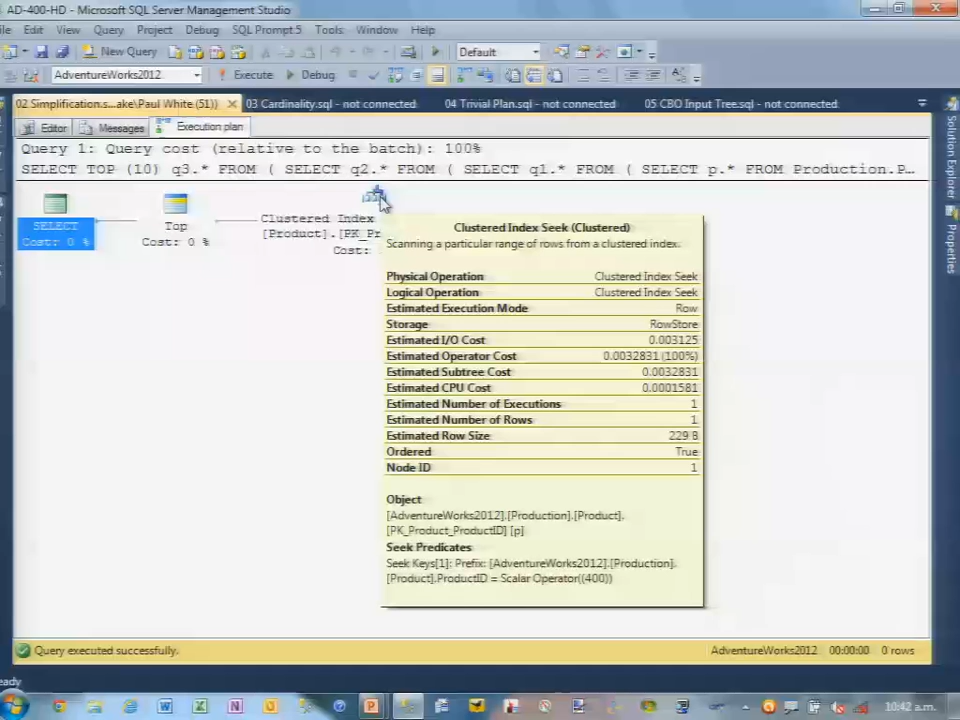 AD-400-HD - Microsoft SQL Server Management Studio
File Edit View Query Project Debug SQL Prompt 5 Tools Window Help
New Query Default
AdventureWorks2012 Execute Debug
02 Simplification.s...ake\Paul White (51)) 03 Cardinality.sql - not connected 04 Trivial Plan.sql - not connected 05 CBO Input Tree.sql - not connected
Editor Messages Execution plan
Query 1: Query cost (relative to the batch): 100%
SELECT TOP (10) q3.* FROM ( SELECT q2.* FROM ( SELECT q1.* FROM ( SELECT p.* FROM Production.P...
SELECT
Cost: 0 %
Top
Cost: 0 %
Clustered Index
[Product].[PK_Pr
Cost:
Clustered Index Seek (Clustered)
Scanning a particular range of rows from a clustered index.
Physical Operation Clustered Index Seek
Logical Operation Clustered Index Seek
Estimated Execution Mode Row
Storage RowStore
Estimated I/O Cost 0.003125
Estimated Operator Cost 0.0032831 (100%)
Estimated Subtree Cost 0.0032831
Estimated CPU Cost 0.0001581
Estimated Number of Executions 1
Estimated Number of Rows 1
Estimated Row Size 229 B
Ordered True
Node ID 1
Object
[AdventureWorks2012].[Production].[Product].
[PK_Product_ProductID] [p]
Seek Predicates
Seek Keys[1]: Prefix: [AdventureWorks2012].[Production].
[Product].ProductID = Scalar Operator((400))
Solution Explorer
Properties
Query executed successfully. AdventureWorks2012 00:00:00 0 rows
eady
10:42 a.m.